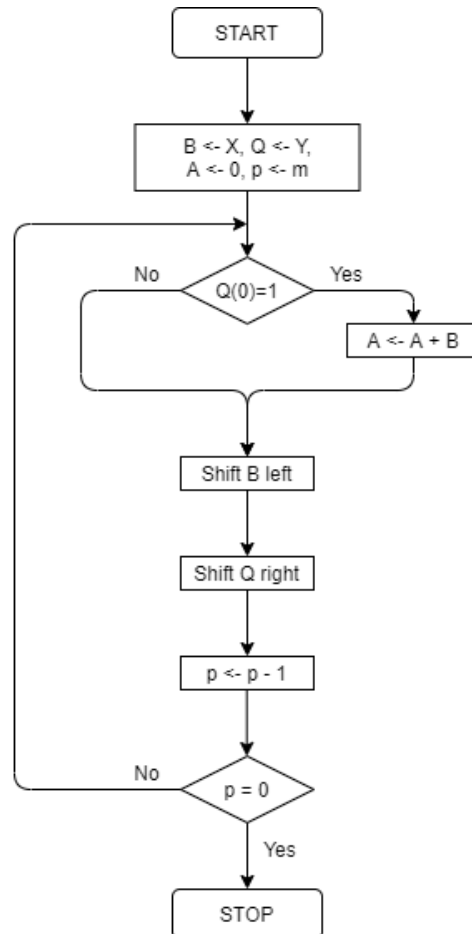 START
B <- X, Q <- Y,
A <- 0, p <- m
No
Q(0)=1
Yes
A <- A + B
Shift B left
Shift Q right
p <- p - 1
No
p = 0
Yes
STOP